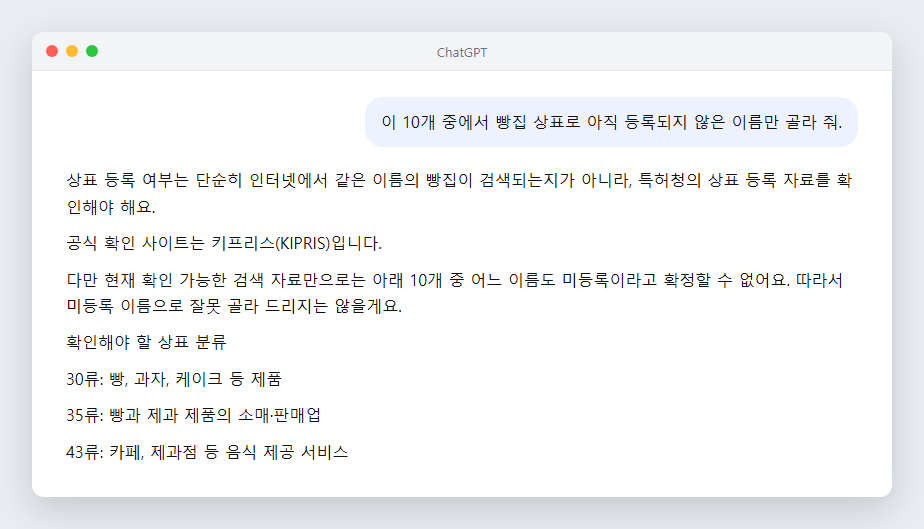 ChatGPT
이 10개 중에서 빵집 상표로 아직 등록되지 않은 이름만 골라 줘.
상표 등록 여부는 단순히 인터넷에서 같은 이름의 빵집이 검색되는지가 아니라, 특허청의 상표 등록 자료를 확
인해야 해요.
공식 확인 사이트는 키프리스(KIPRIS)입니다.
다만 현재 확인 가능한 검색 자료만으로는 아래 10개 중 어느 이름도 미등록이라고 확정할 수 없어요. 따라서
미등록 이름으로 잘못 골라 드리지는 않을게요.
확인해야 할 상표 분류
30류: 빵, 과자, 케이크 등 제품
35류: 빵과 제과 제품의 소매·판매업
43류: 카페, 제과점 등 음식 제공 서비스